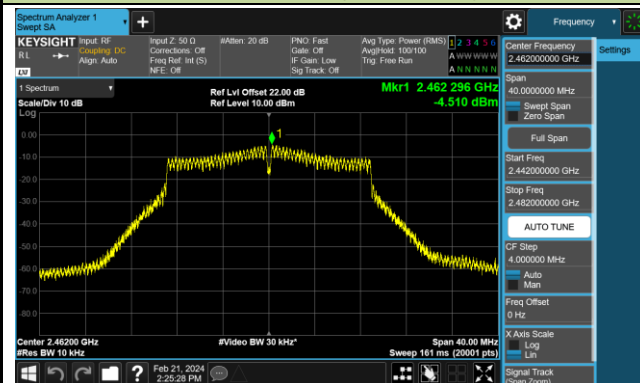 Spectrum Analyzer 1
Swept SA
Frequency
KEYSIGHT
Input: RF
Coupling: DC
Align: Auto
Input Z: 50 Ω
Corrections: Off
Freq Ref: Int (S)
NFE: Off
#Atten: 20 dB
PNO: Fast
Gate: Off
IF Gain: Low
Sig Track: Off
Avg Type: Power (RMS)
Avg|Hold: 100/100
Trig: Free Run
1 2 3 4 5 6
A W W W W W
A N N N N N
RL
LXI
1 Spectrum
Scale/Div 10 dB
Ref Lvl Offset 22.00 dB
Ref Level 10.00 dBm
Mkr1 2.462 296 GHz
-4.510 dBm
Log
1
0.00
-10.0
-20.0
-30.0
-40.0
-50.0
-60.0
-70.0
-80.0
Center 2.46200 GHz
#Res BW 10 kHz
#Video BW 30 kHz*
Span 40.00 MHz
Sweep 161 ms (20001 pts)
Feb 21, 2024
2:25:28 PM
Center Frequency
2.462000000 GHz
Settings
Span
40.0000000 MHz
Swept Span
Zero Span
Full Span
Start Freq
2.442000000 GHz
Stop Freq
2.482000000 GHz
AUTO TUNE
CF Step
4.000000 MHz
Auto
Man
Freq Offset
0 Hz
X Axis Scale
Log
Lin
Signal Track
(Span Zoom)